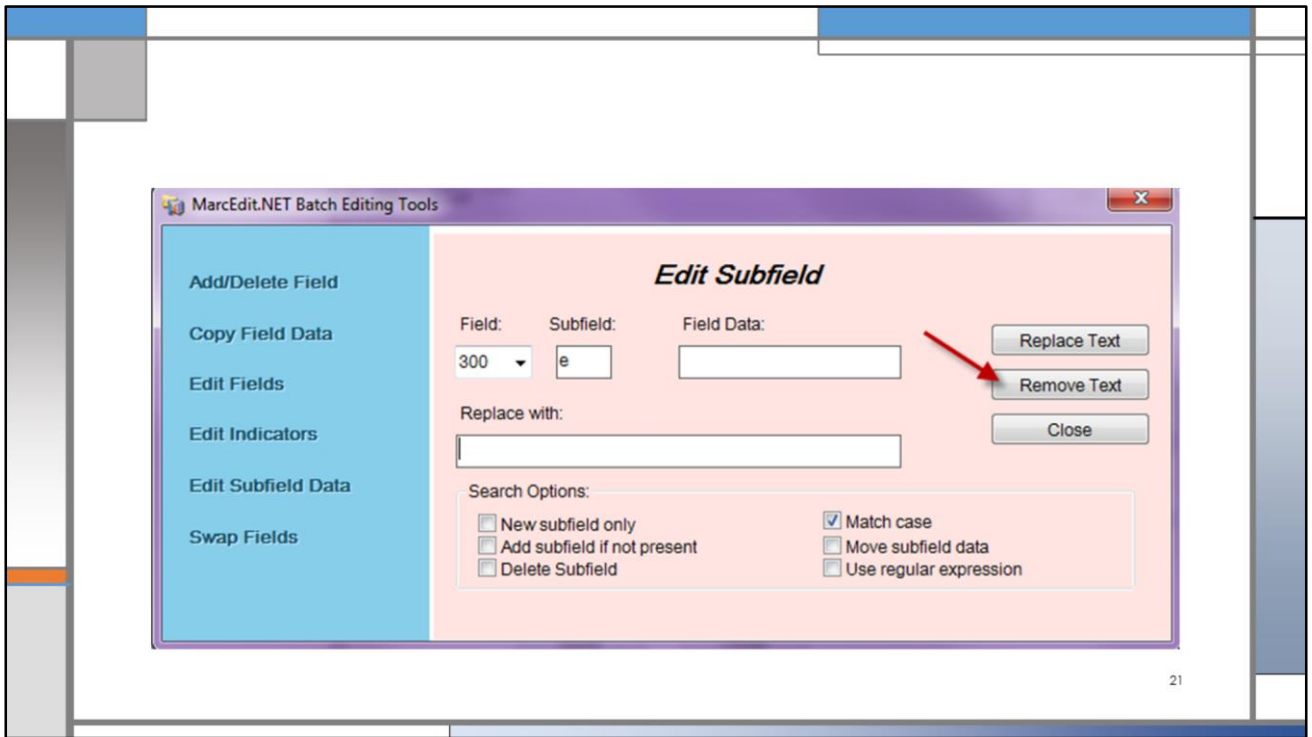 MarcEdit.NET Batch Editing Tools
x
Add/Delete Field
Copy Field Data
Edit Fields
Edit Indicators
Edit Subfield Data
Swap Fields
Edit Subfield
Field: Subfield: Field Data:
300 e
Replace with:
Replace Text
Remove Text
Close
Search Options:
New subfield only
Add subfield if not present
Delete Subfield
Match case
Move subfield data
Use regular expression
21